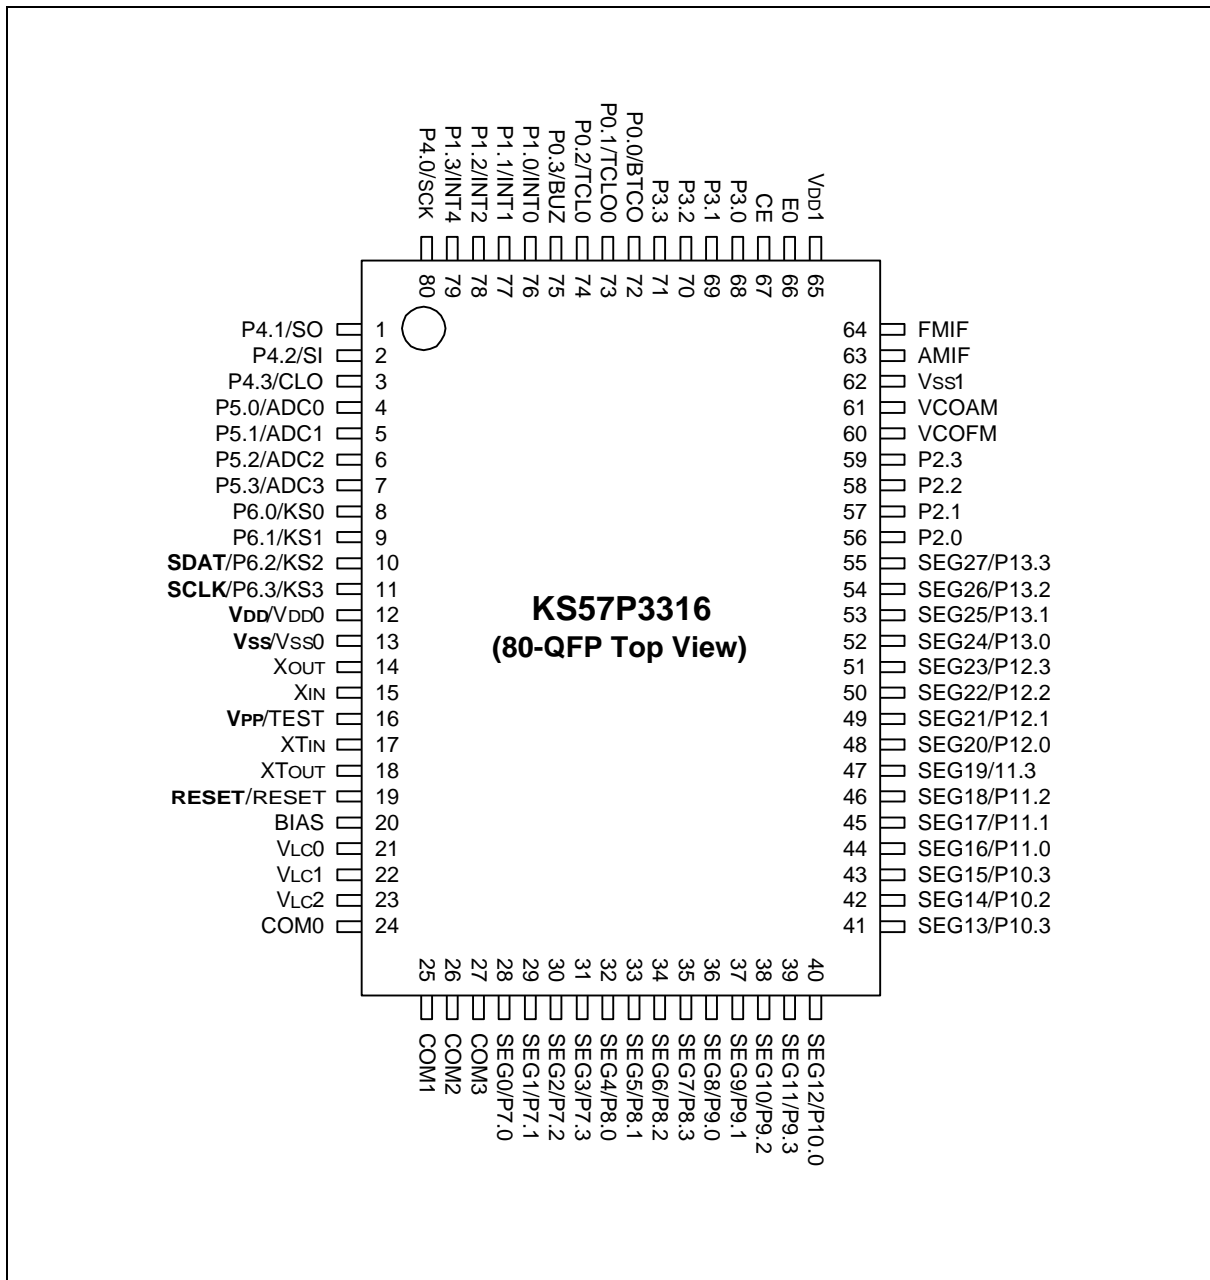 P4.0/SCK
P1.3/INT4
P1.2/INT2
P1.1/INT1
P1.0/INT0
P0.3/BUZ
P0.2/TCL0
P0.1/TCLO0
P0.0/BTCO
P3.3
P3.2
P3.1
P3.0
CE
E0
VDD1
80
79
78
77
76
75
74
73
72
71
70
69
68
67
66
65
P4.1/SO 1
P4.2/SI 2
P4.3/CLO 3
P5.0/ADC0 4
P5.1/ADC1 5
P5.2/ADC2 6
P5.3/ADC3 7
P6.0/KS0 8
P6.1/KS1 9
SDAT/P6.2/KS2 10
SCLK/P6.3/KS3 11
VDD/VDD0 12
VSS/VSS0 13
XOUT 14
XIN 15
VPP/TEST 16
XTIN 17
XTOUT 18
RESET/RESET 19
BIAS 20
VLC0 21
VLC1 22
VLC2 23
COM0 24
KS57P3316
(80-QFP Top View)
64 FMIF
63 AMIF
62 VSS1
61 VCOAM
60 VCOFM
59 P2.3
58 P2.2
57 P2.1
56 P2.0
55 SEG27/P13.3
54 SEG26/P13.2
53 SEG25/P13.1
52 SEG24/P13.0
51 SEG23/P12.3
50 SEG22/P12.2
49 SEG21/P12.1
48 SEG20/P12.0
47 SEG19/11.3
46 SEG18/P11.2
45 SEG17/P11.1
44 SEG16/P11.0
43 SEG15/P10.3
42 SEG14/P10.2
41 SEG13/P10.3
25
26
27
28
29
30
31
32
33
34
35
36
37
38
39
40
COM1
COM2
COM3
SEG0/P7.0
SEG1/P7.1
SEG2/P7.2
SEG3/P7.3
SEG4/P8.0
SEG5/P8.1
SEG6/P8.2
SEG7/P8.3
SEG8/P9.0
SEG9/P9.1
SEG10/P9.2
SEG11/P9.3
SEG12/P10.0